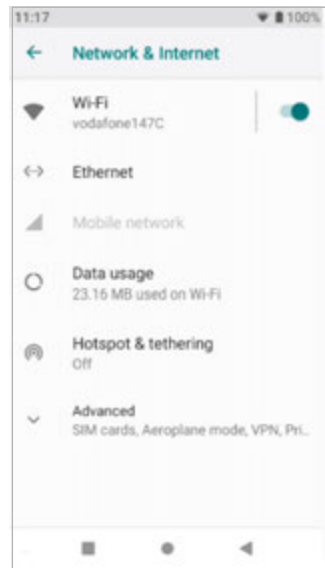 11:17
100%
Network & Internet
Wi-Fi
vodafone147C
Ethernet
Mobile network
Data usage
23.16 MB used on Wi-Fi
Hotspot & tethering
Off
Advanced
SIM cards, Aeroplane mode, VPN, Pri..